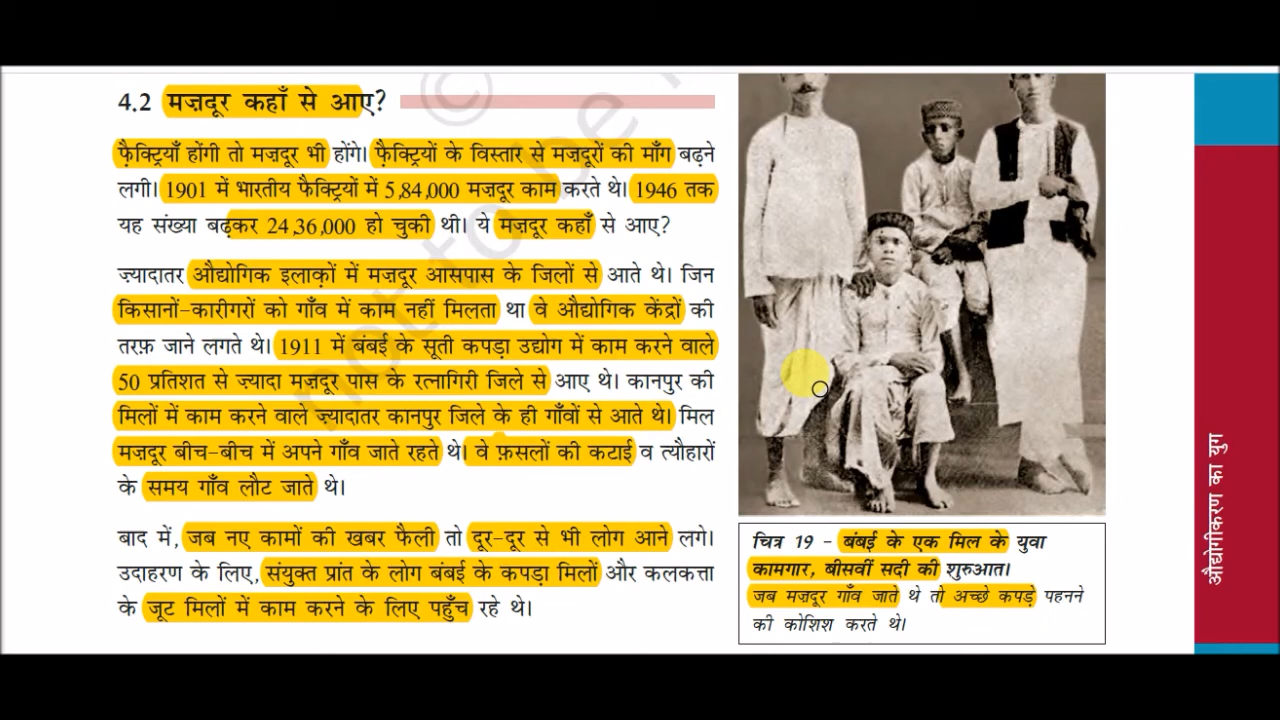 4.2 मज़दूर कहाँ से आए?
फ़ैक्ट्रियाँ होंगी तो मज़दूर भी होंगे। फ़ैक्ट्रियों के विस्तार से मज़दूरों की माँग बढ़ने
लगी। 1901 में भारतीय फैक्ट्रियों में 5,84,000 मज़दूर काम करते थे। 1946 तक
यह संख्या बढ़कर 24,36,000 हो चुकी थी। ये मज़दूर कहाँ से आए?
ज़्यादातर औद्योगिक इलाक़ों में मज़दूर आसपास के जिलों से आते थे। जिन
किसानों-कारीगरों को गाँव में काम नहीं मिलता था वे औद्योगिक केंद्रों की
तरफ़ जाने लगते थे। 1911 में बंबई के सूती कपड़ा उद्योग में काम करने वाले
50 प्रतिशत से ज़्यादा मज़दूर पास के रत्नागिरी जिले से आए थे। कानपुर की
मिलों में काम करने वाले ज़्यादातर कानपुर जिले के ही गाँवों से आते थे। मिल
मज़दूर बीच-बीच में अपने गाँव जाते रहते थे। वे फ़सलों की कटाई व त्यौहारों
के समय गाँव लौट जाते थे।
बाद में, जब नए कामों की खबर फैली तो दूर-दूर से भी लोग आने लगे।
उदाहरण के लिए, संयुक्त प्रांत के लोग बंबई के कपड़ा मिलों और कलकत्ता
के जूट मिलों में काम करने के लिए पहुँच रहे थे।
चित्र 19 - बंबई के एक मिल के युवा
कामगार, बीसवीं सदी की शुरुआत।
जब मज़दूर गाँव जाते थे तो अच्छे कपड़े पहनने
की कोशिश करते थे।
औद्योगीकरण का युग
© not to be